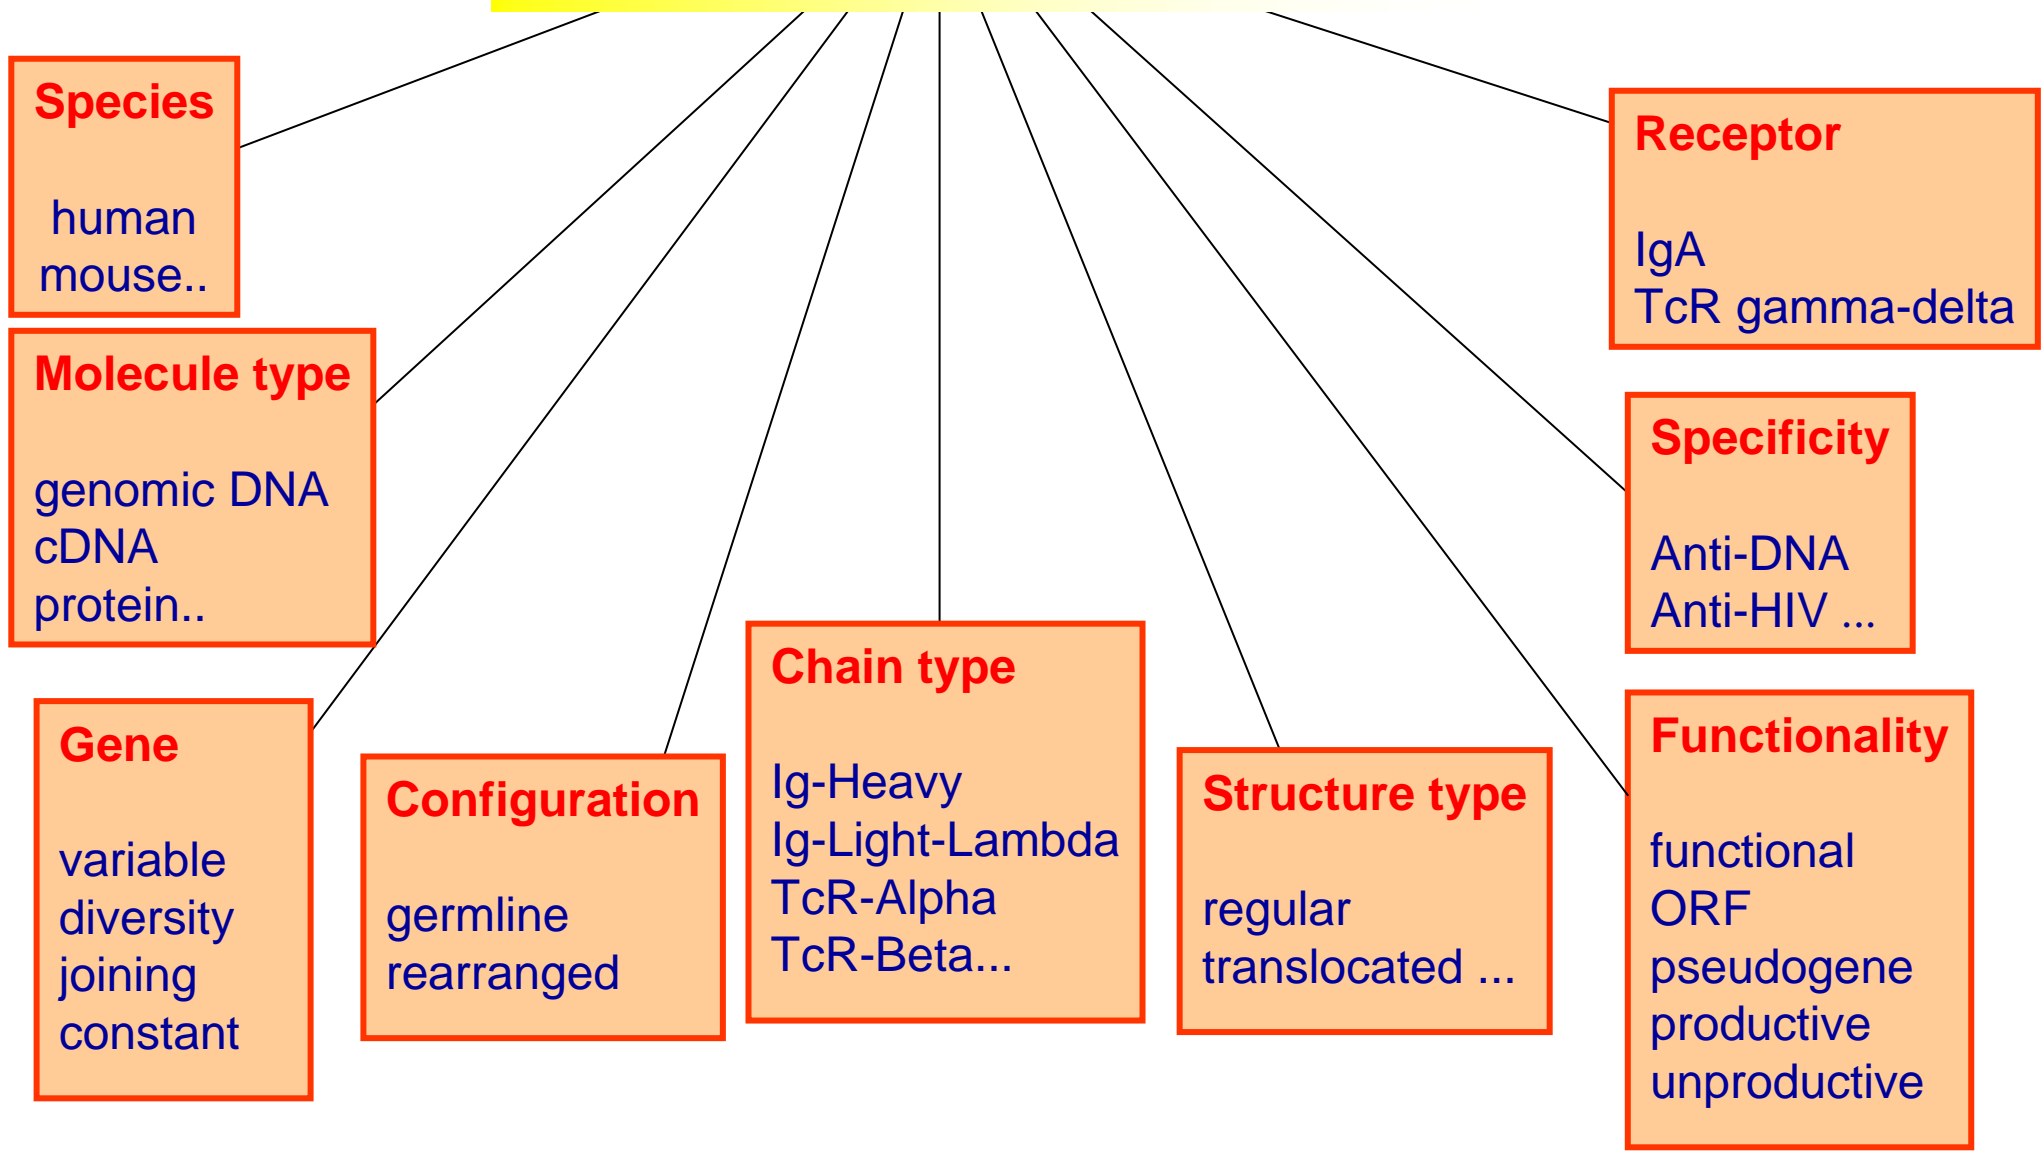 Species
human
mouse..
Molecule type
genomic DNA
cDNA
protein..
Gene
variable
diversity
joining
constant
Configuration
germline
rearranged
Chain type
Ig-Heavy
Ig-Light-Lambda
TcR-Alpha
TcR-Beta...
Structure type
regular
translocated ...
Receptor
IgA
TcR gamma-delta
Specificity
Anti-DNA
Anti-HIV ...
Functionality
functional
ORF
pseudogene
productive
unproductive